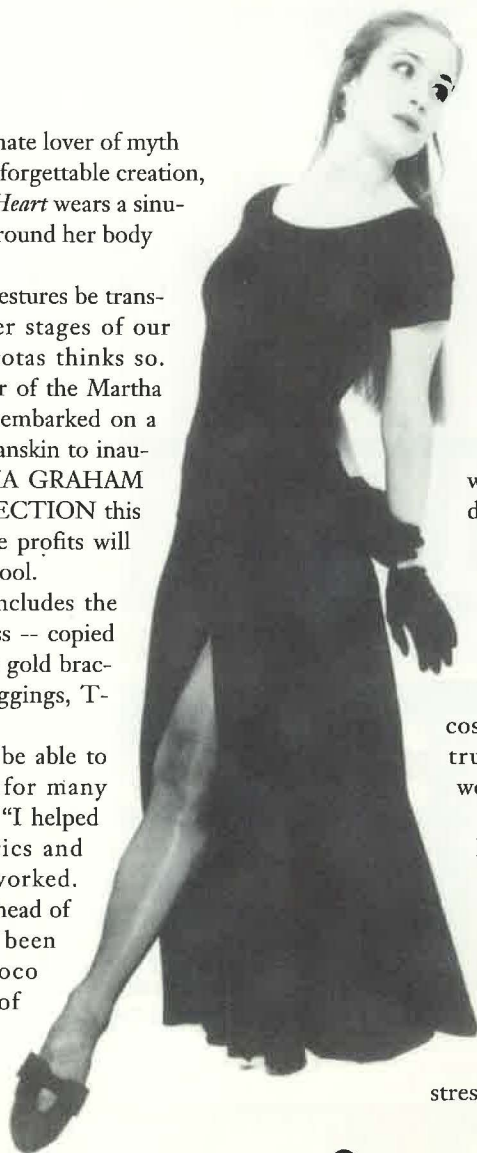 nate lover of myth
forgettable creation,
Heart wears a sinu-
round her body
estures be trans-
er stages of our
otas thinks so.
r of the Martha
embarked on a
anskin to inau-
IA GRAHAM
ECTION this
e profits will
ool.
ncludes the
ss -- copied
gold brac-
ggings, T-
be able to
for many
“I helped
ics and
worked.
head of
been
oco
of
w
d
cos
tru
we
stres